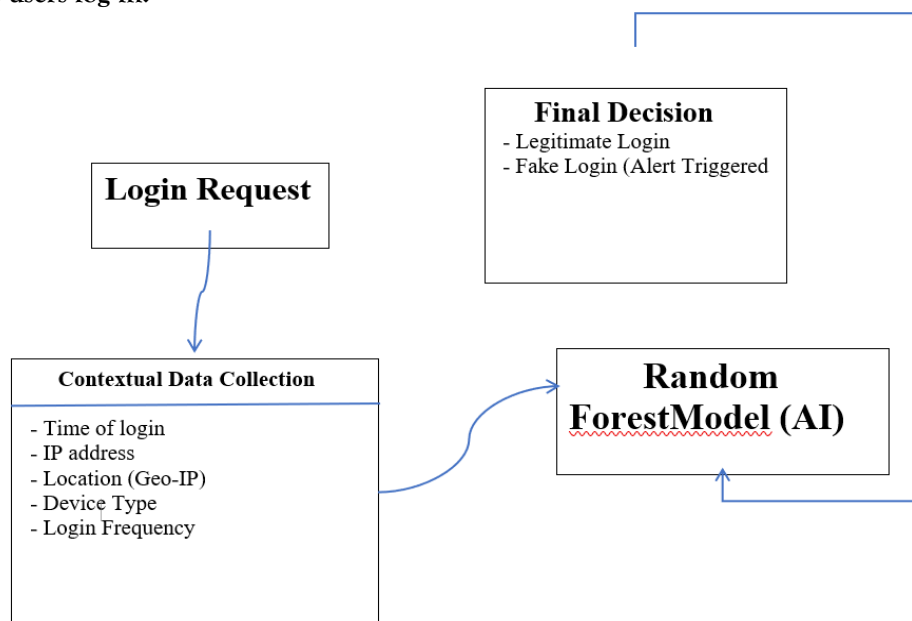 users log in.
Final Decision
- Legitimate Login
- Fake Login (Alert Triggered
Login Request
Contextual Data Collection
- Time of login
- IP address
- Location (Geo-IP)
- Device Type
- Login Frequency
Random
ForestModel (AI)